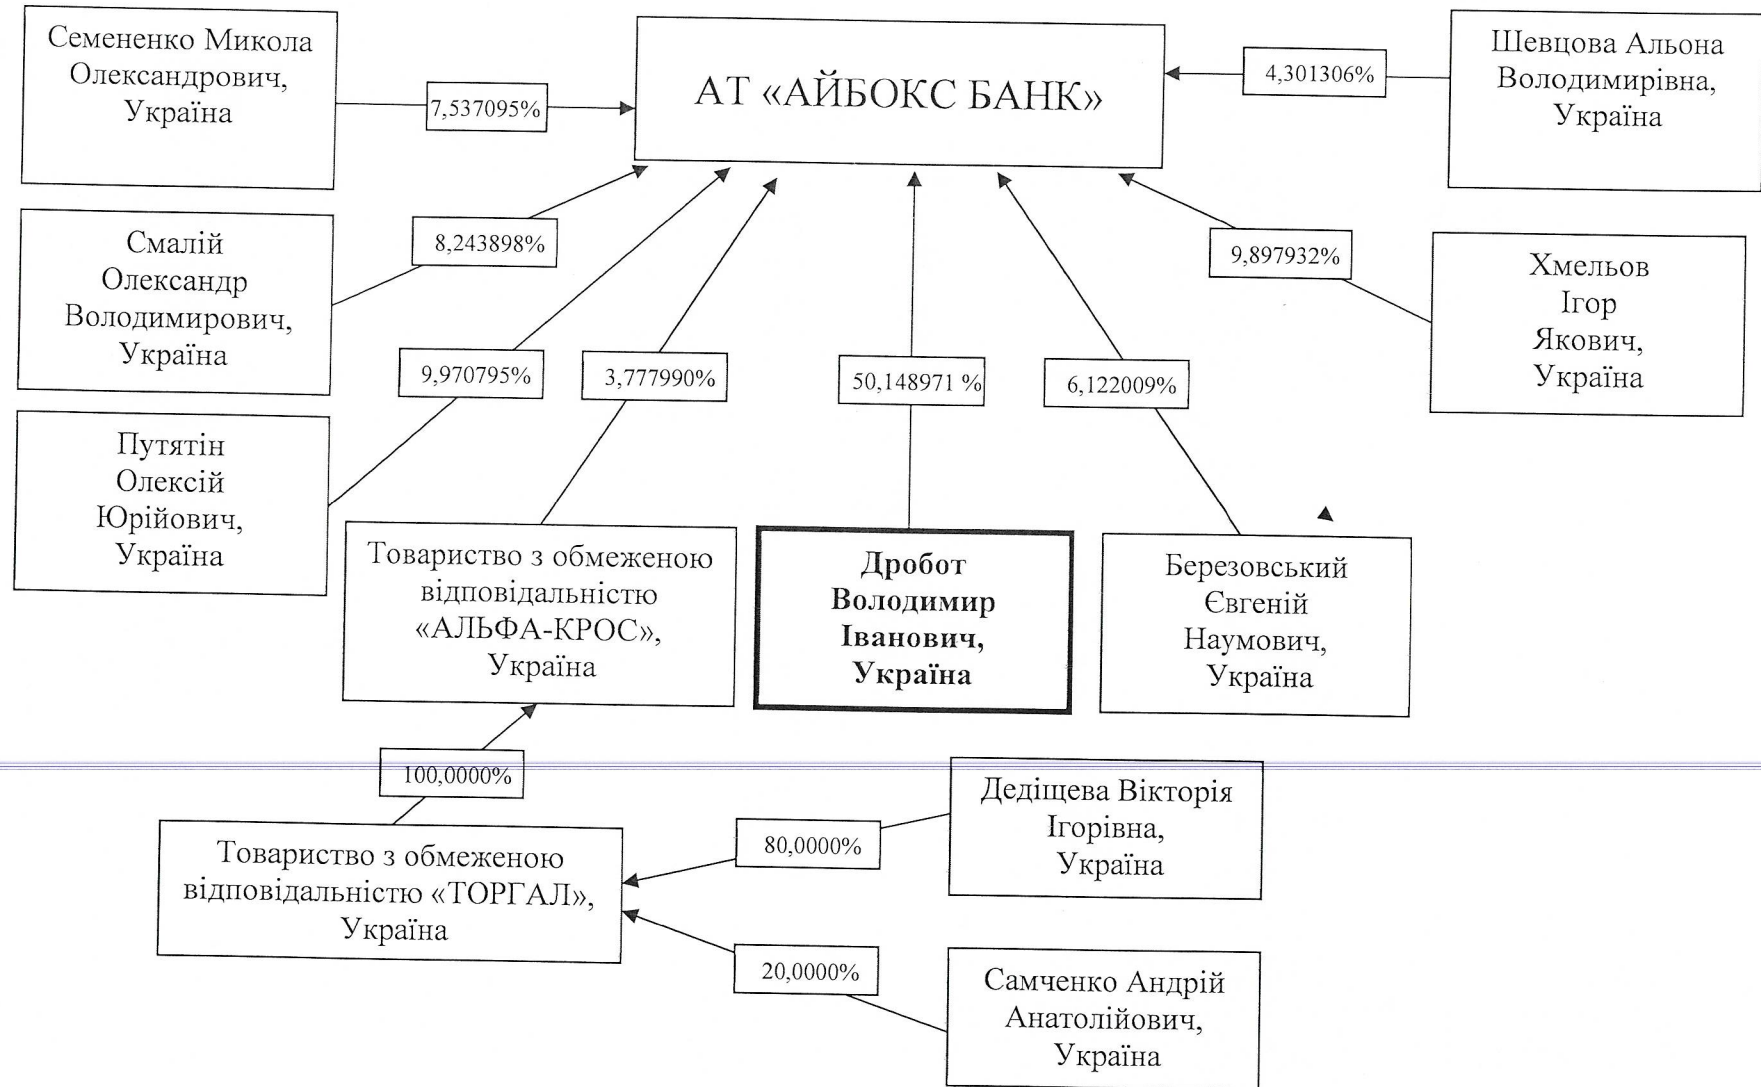 Семененко Микола
Олександрович,
Україна
7,537095%
АТ «АЙБОКС БАНК»
4,301306%
Шевцова Альона
Володимирівна,
Україна
Смалій
Олександр
Володимирович,
Україна
8,243898%
9,897932%
Хмельов
Ігор
Якович,
Україна
9,970795%
3,777990%
50,148971 %
6,122009%
Путятін
Олексій
Юрійович,
Україна
Товариство з обмеженою
відповідальністю
«АЛЬФА-КРОС»,
Україна
Дробот
Володимир
Іванович,
Україна
Березовський
Євгеній
Наумович,
Україна
100,0000%
Товариство з обмеженою
відповідальністю «ТОРГАЛ»,
Україна
80,0000%
Дедіщева Вікторія
Ігорівна,
Україна
20,0000%
Самченко Андрій
Анатолійович,
Україна